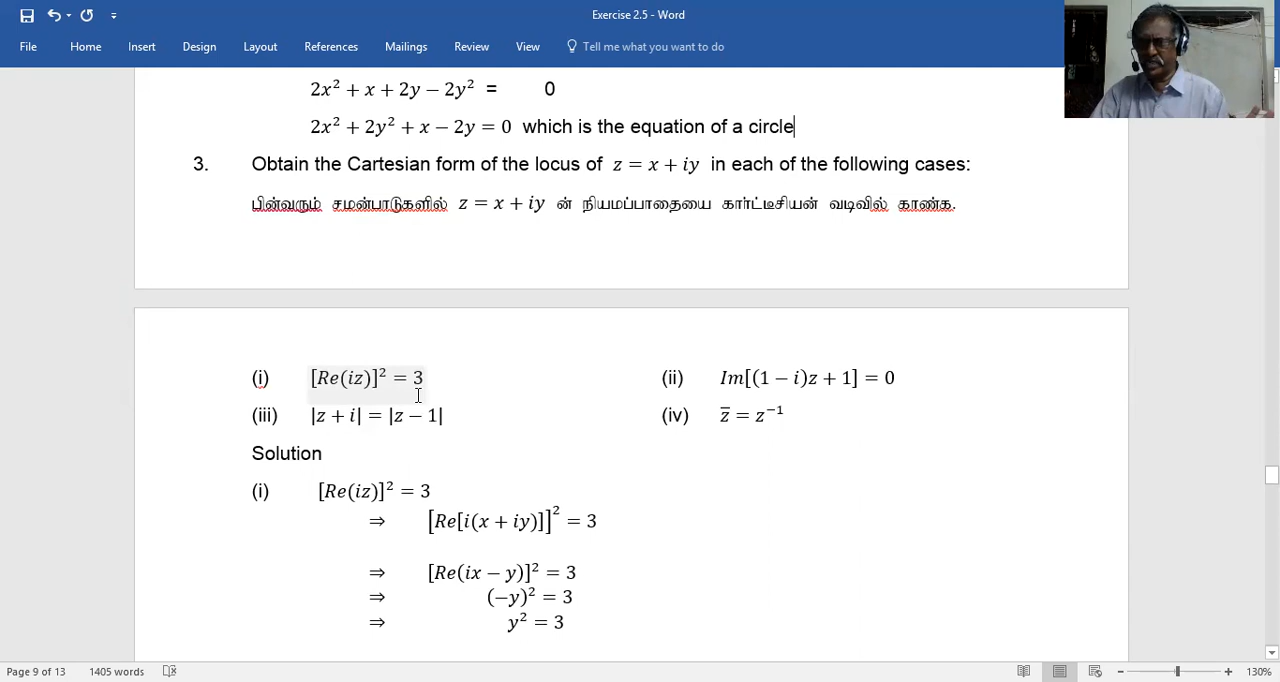 Exercise 2.5 - Word
File Home Insert Design Layout References Mailings Review View Tell me what you want to do
2x² + x + 2y − 2y² = 0
2x² + 2y² + x − 2y = 0 which is the equation of a circle
3. Obtain the Cartesian form of the locus of z = x + iy in each of the following cases:
பின்வரும் சமன்பாடுகளில் z = x + iy ன் நியமப்பாதையை கார்ட்டீசியன் வடிவில் காண்க.
(i) [Re(iz)]² = 3 (ii) Im[(1 − i)z + 1] = 0
(iii) |z + i| = |z − 1| (iv) z̅ = z⁻¹
Solution
(i) [Re(iz)]² = 3
⇒ [Re[i(x + iy)]]² = 3
⇒ [Re(ix − y)]² = 3
⇒ (−y)² = 3
⇒ y² = 3
Page 9 of 13 1405 words 130%